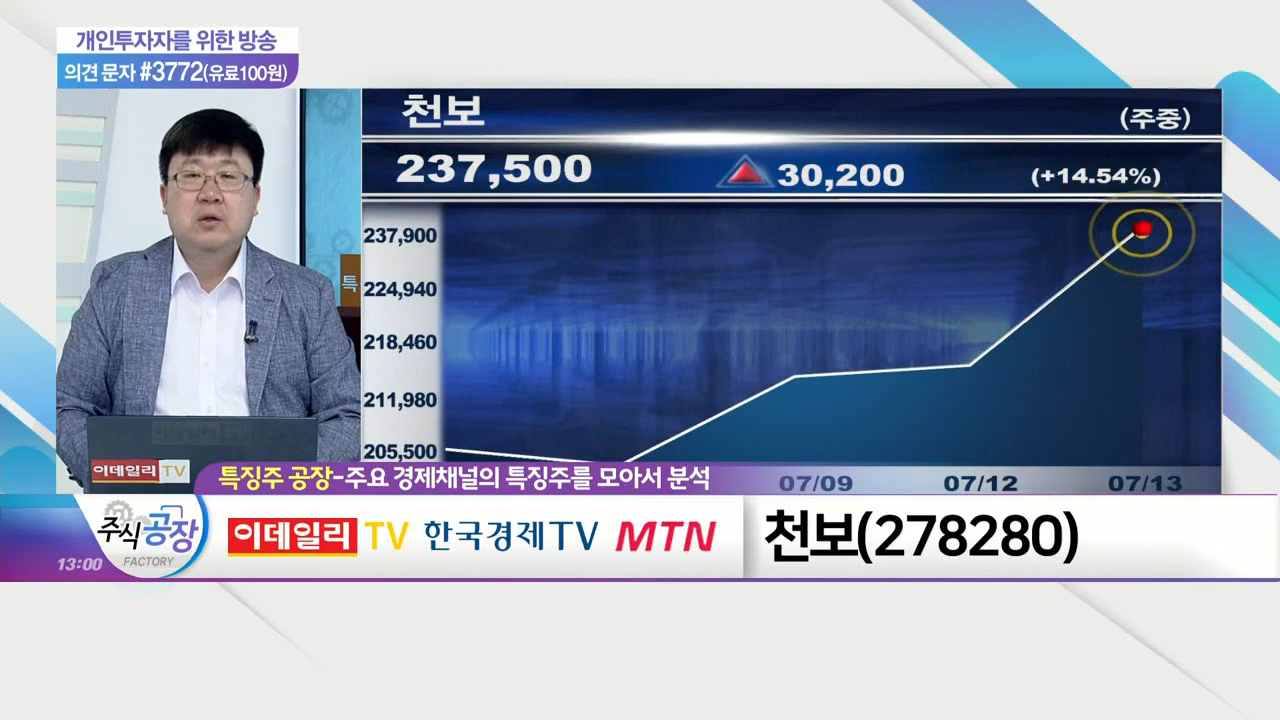 개인투자자를 위한 방송
의견 문자 #3772(유료100원)
천보
(주중)
237,500
30,200
(+14.54%)
237,900
224,940
218,460
211,980
205,500
07/09
07/12
07/13
특
이데일리 TV
특징주 공장-주요 경제채널의 특징주를 모아서 분석
주식공장
FACTORY
13:00
이데일리 TV 한국경제TV MTN
천보(278280)